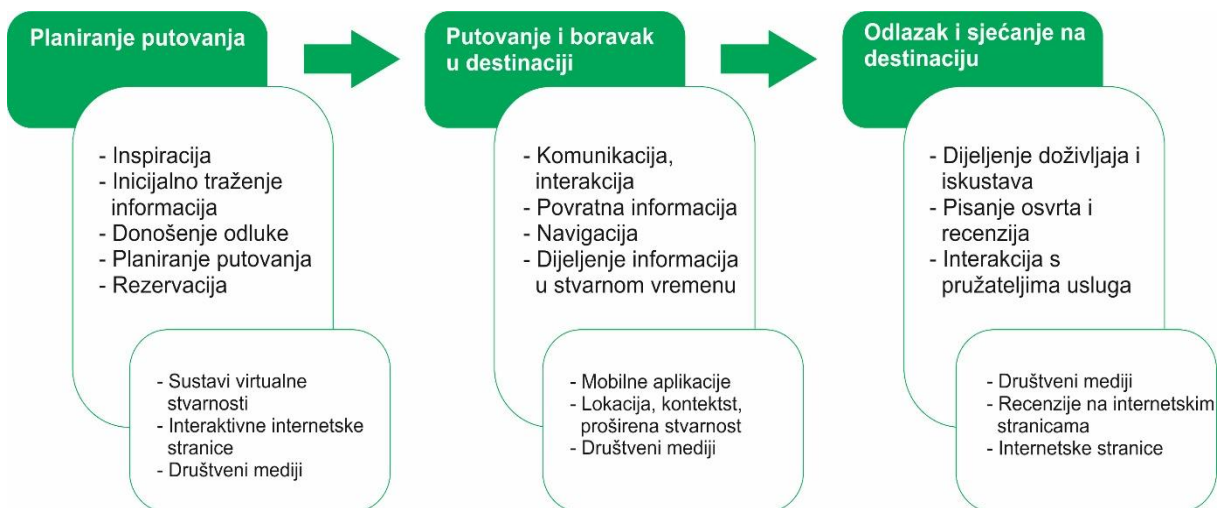 Planiranje putovanja
- Inspiracija
- Inicijalno traženje
informacija
- Donošenje odluke
- Planiranje putovanja
- Rezervacija
- Sustavi virtualne
stvarnosti
- Interaktivne internetske
stranice
- Društveni mediji
Putovanje i boravak
u destinaciji
- Komunikacija,
interakcija
- Povratna informacija
- Navigacija
- Dijeljenje informacija
u stvarnom vremenu
- Mobilne aplikacije
- Lokacija, kontektst,
proširena stvarnost
- Društveni mediji
Odlazak i sjećanje na
destinaciju
- Dijeljenje doživljaja i
iskustava
- Pisanje osvrta i
recenzija
- Interakcija s
pružateljima usluga
- Društveni mediji
- Recenzije na internetskim
stranicama
- Internetske stranice